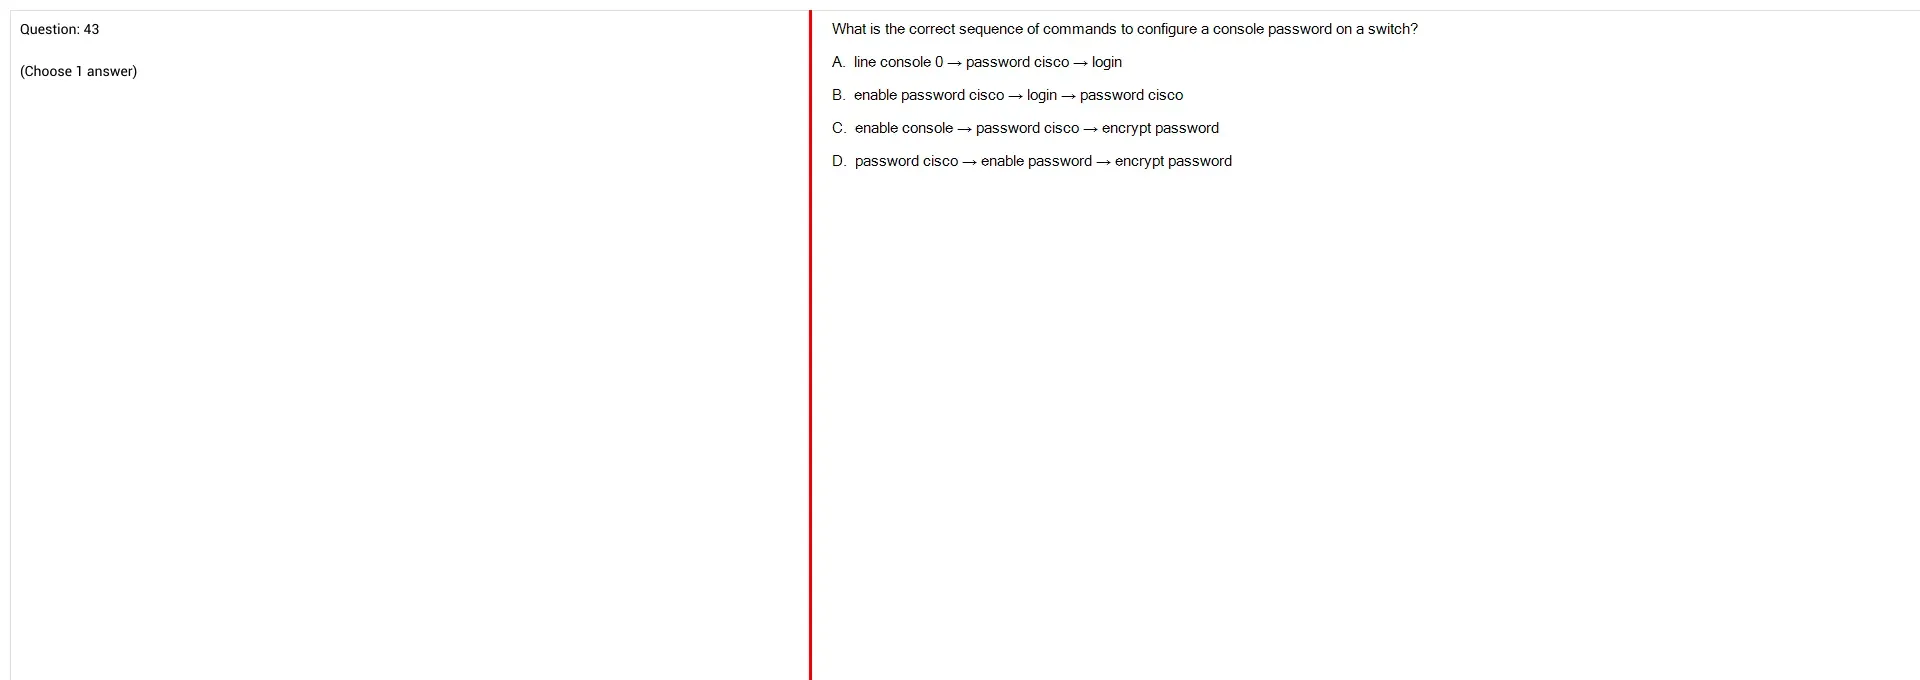 Question: 43
(Choose 1 answer)
What is the correct sequence of commands to configure a console password on a switch?
A. line console 0 → password cisco → login
B. enable password cisco → login → password cisco
C. enable console → password cisco → encrypt password
D. password cisco → enable password → encrypt password